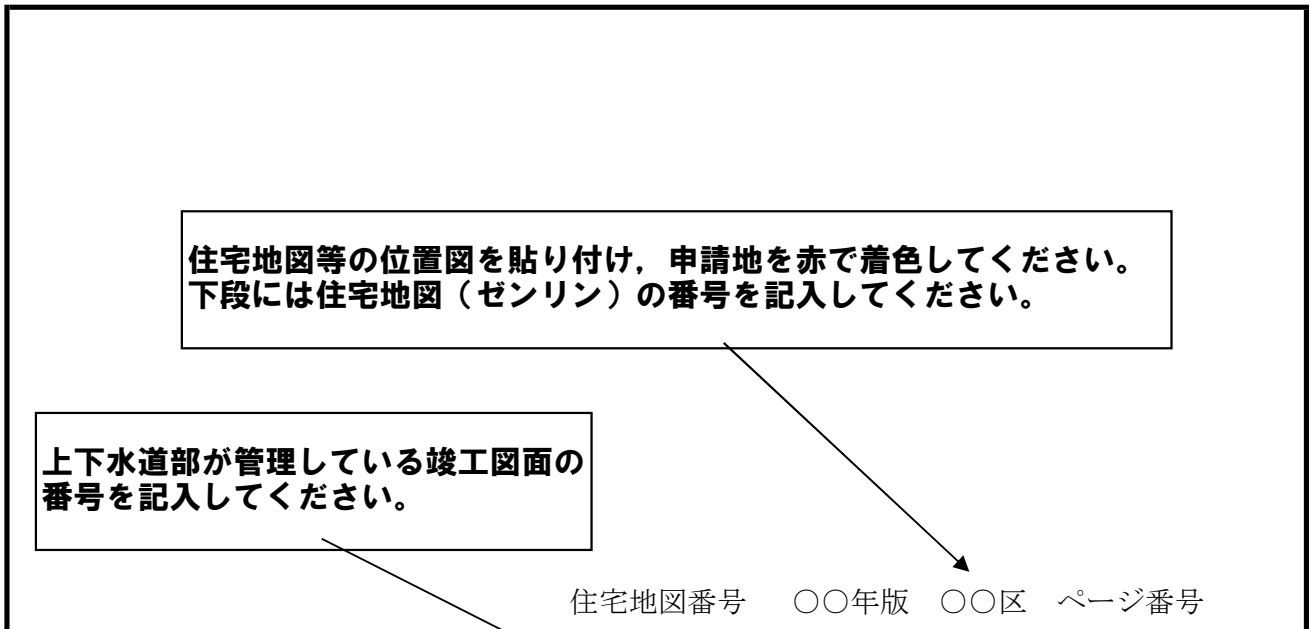 住宅地図等の位置図を貼り付け，申請地を赤で着色してください。
下段には住宅地図（ゼンリン）の番号を記入してください。
上下水道部が管理している竣工図面の
番号を記入してください。
住宅地図番号　〇〇年版　〇〇区　ページ番号